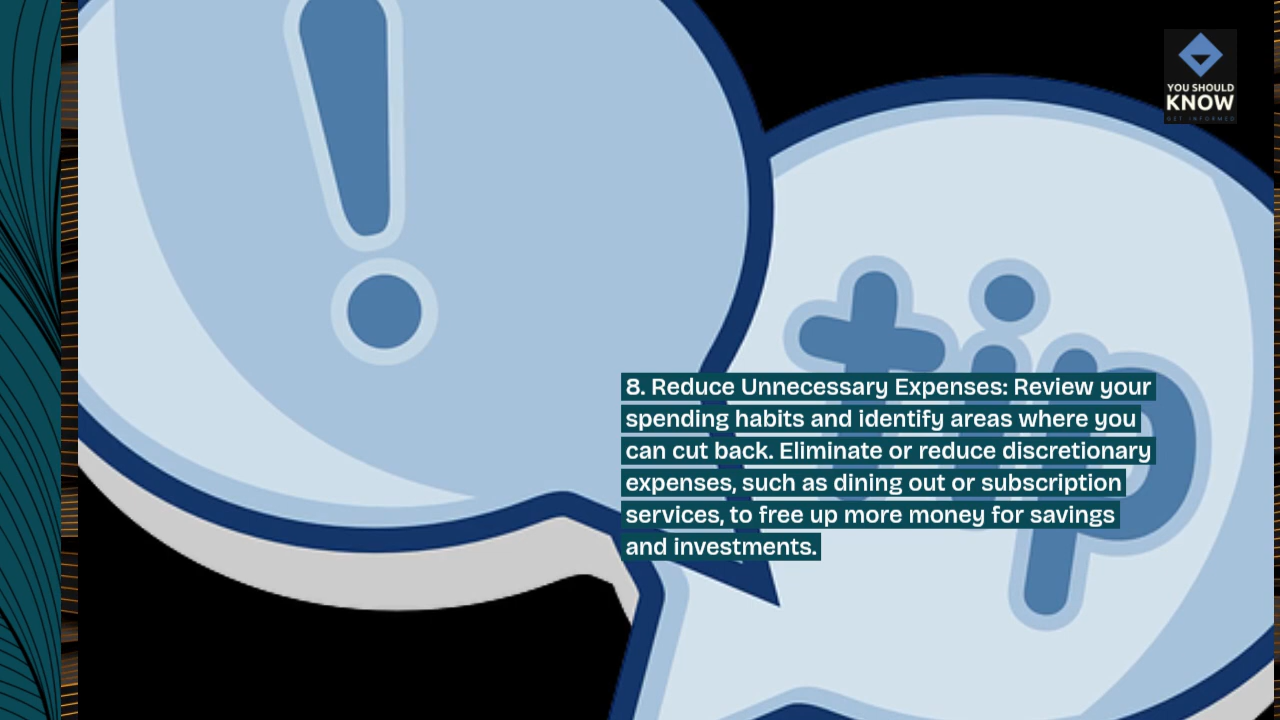 !
YOU SHOULD
KNOW
GET INFORMED
tip
8. Reduce Unnecessary Expenses: Review your
spending habits and identify areas where you
can cut back. Eliminate or reduce discretionary
expenses, such as dining out or subscription
services, to free up more money for savings
and investments.